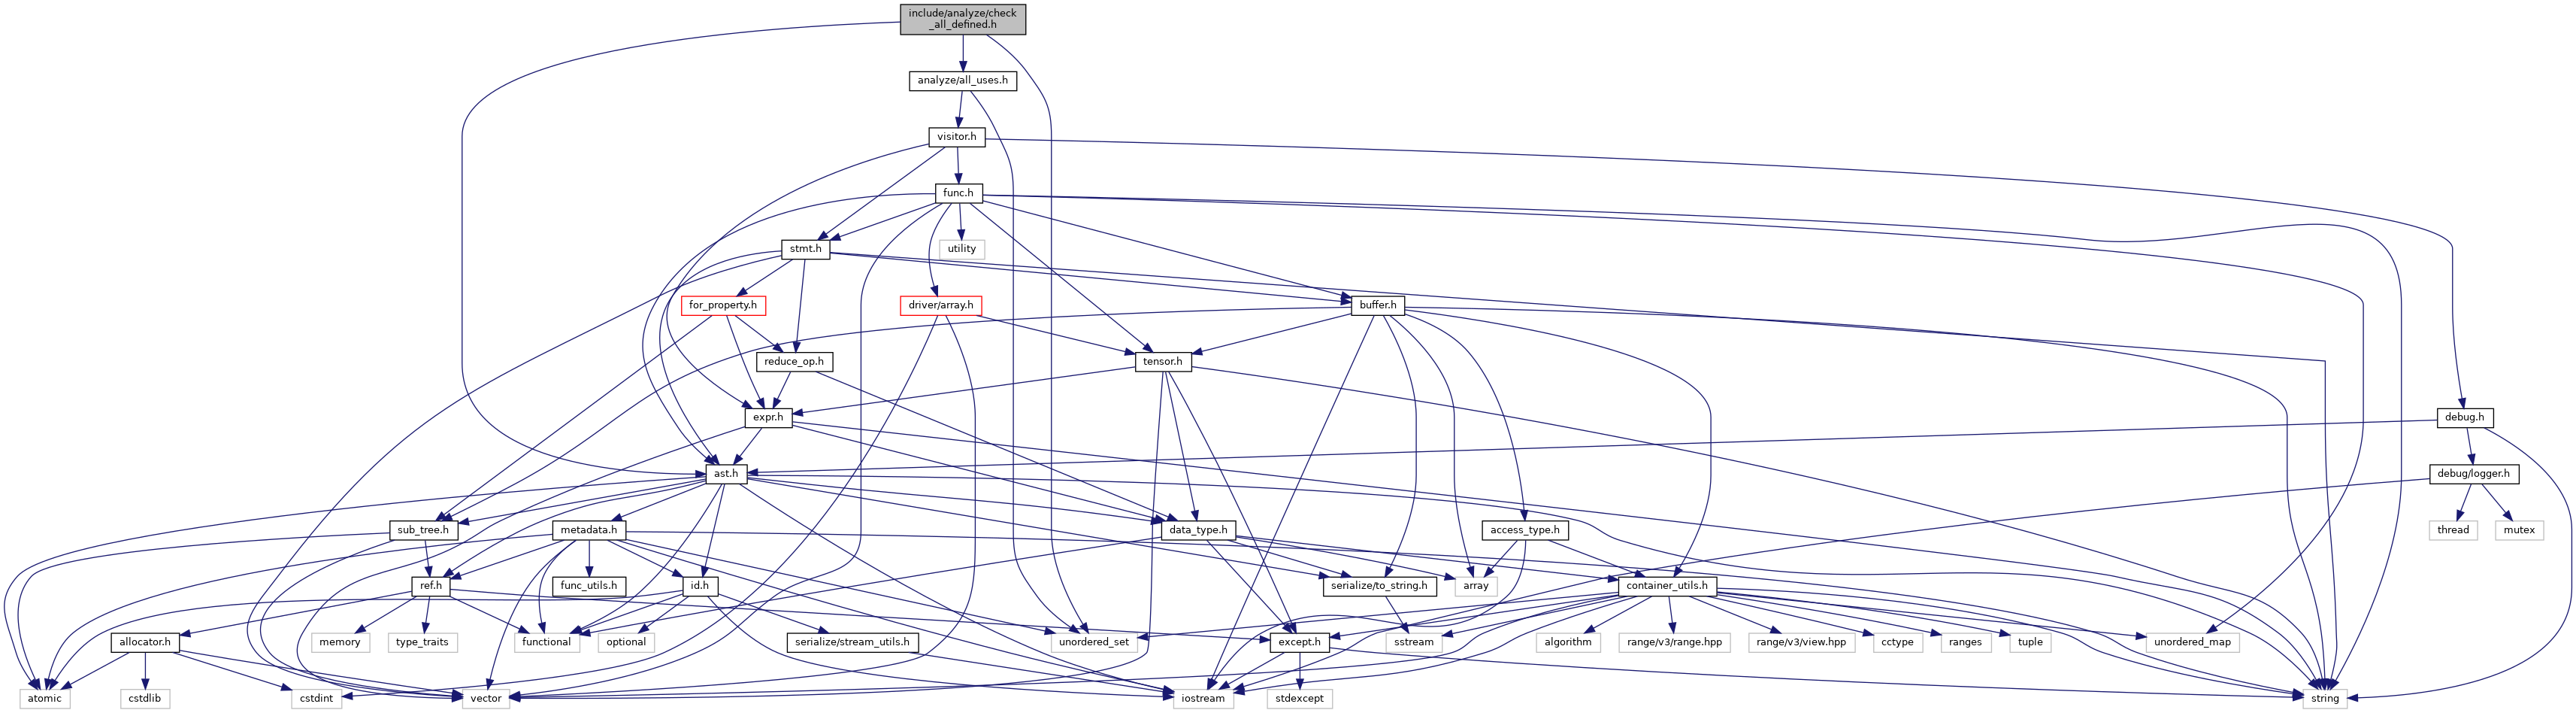 include/analyze/check
_all_defined.h
analyze/all_uses.h
visitor.h
func.h
stmt.h
utility
for_property.h
driver/array.h
buffer.h
reduce_op.h
tensor.h
expr.h
debug.h
ast.h
debug/logger.h
sub_tree.h
metadata.h
data_type.h
access_type.h
thread
mutex
ref.h
func_utils.h
id.h
serialize/to_string.h
array
container_utils.h
allocator.h
memory
type_traits
functional
optional
serialize/stream_utils.h
unordered_set
except.h
sstream
algorithm
range/v3/range.hpp
range/v3/view.hpp
cctype
ranges
tuple
unordered_map
atomic
cstdlib
cstdint
vector
iostream
stdexcept
string